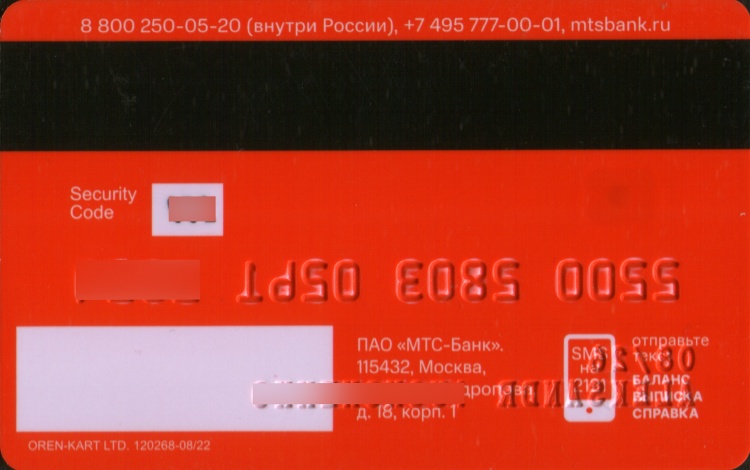 8 800 250-05-20 (внутри России), +7 495 777-00-01, mtsbank.ru
Security
Code
ПАО «МТС-Банк».
115432, Москва,
д. 18, корп. 1
SMS
на
отправьте
текст:
БАЛАНС
ВЫПИСКА
СПРАВКА
OREN-KART LTD. 120268-08/22